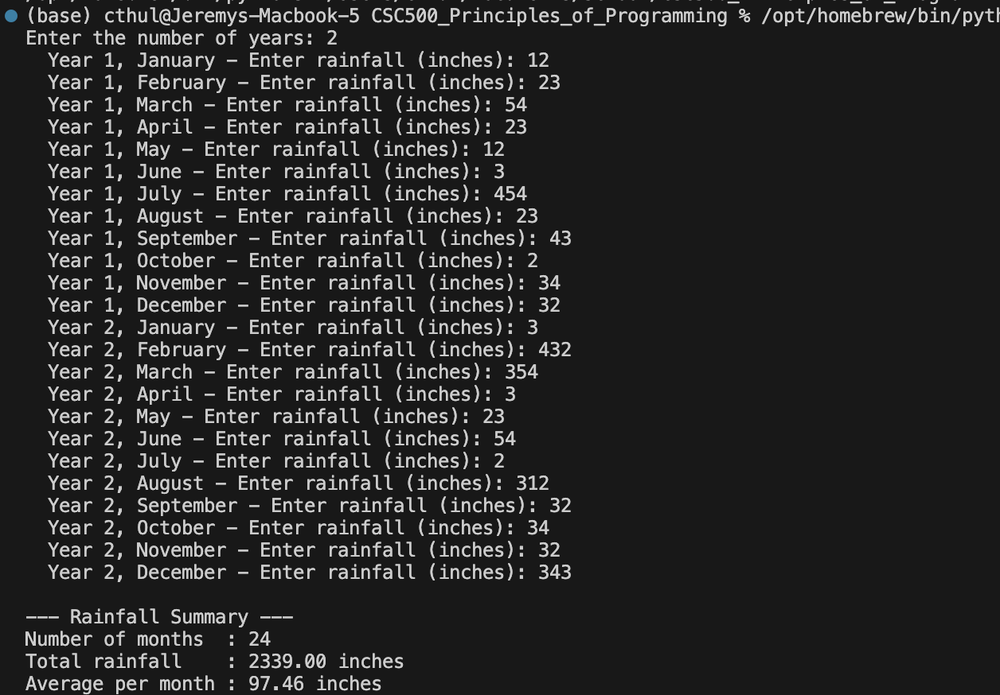 (base) cthul@Jeremys-Macbook-5 CSC500_Principles_of_Programming % /opt/homebrew/bin/pyth
Enter the number of years: 2
  Year 1, January – Enter rainfall (inches): 12
  Year 1, February – Enter rainfall (inches): 23
  Year 1, March – Enter rainfall (inches): 54
  Year 1, April – Enter rainfall (inches): 23
  Year 1, May – Enter rainfall (inches): 12
  Year 1, June – Enter rainfall (inches): 3
  Year 1, July – Enter rainfall (inches): 454
  Year 1, August – Enter rainfall (inches): 23
  Year 1, September – Enter rainfall (inches): 43
  Year 1, October – Enter rainfall (inches): 2
  Year 1, November – Enter rainfall (inches): 34
  Year 1, December – Enter rainfall (inches): 32
  Year 2, January – Enter rainfall (inches): 3
  Year 2, February – Enter rainfall (inches): 432
  Year 2, March – Enter rainfall (inches): 354
  Year 2, April – Enter rainfall (inches): 3
  Year 2, May – Enter rainfall (inches): 23
  Year 2, June – Enter rainfall (inches): 54
  Year 2, July – Enter rainfall (inches): 2
  Year 2, August – Enter rainfall (inches): 312
  Year 2, September – Enter rainfall (inches): 32
  Year 2, October – Enter rainfall (inches): 34
  Year 2, November – Enter rainfall (inches): 32
  Year 2, December – Enter rainfall (inches): 343

––– Rainfall Summary –––
Number of months  : 24
Total rainfall    : 2339.00 inches
Average per month : 97.46 inches